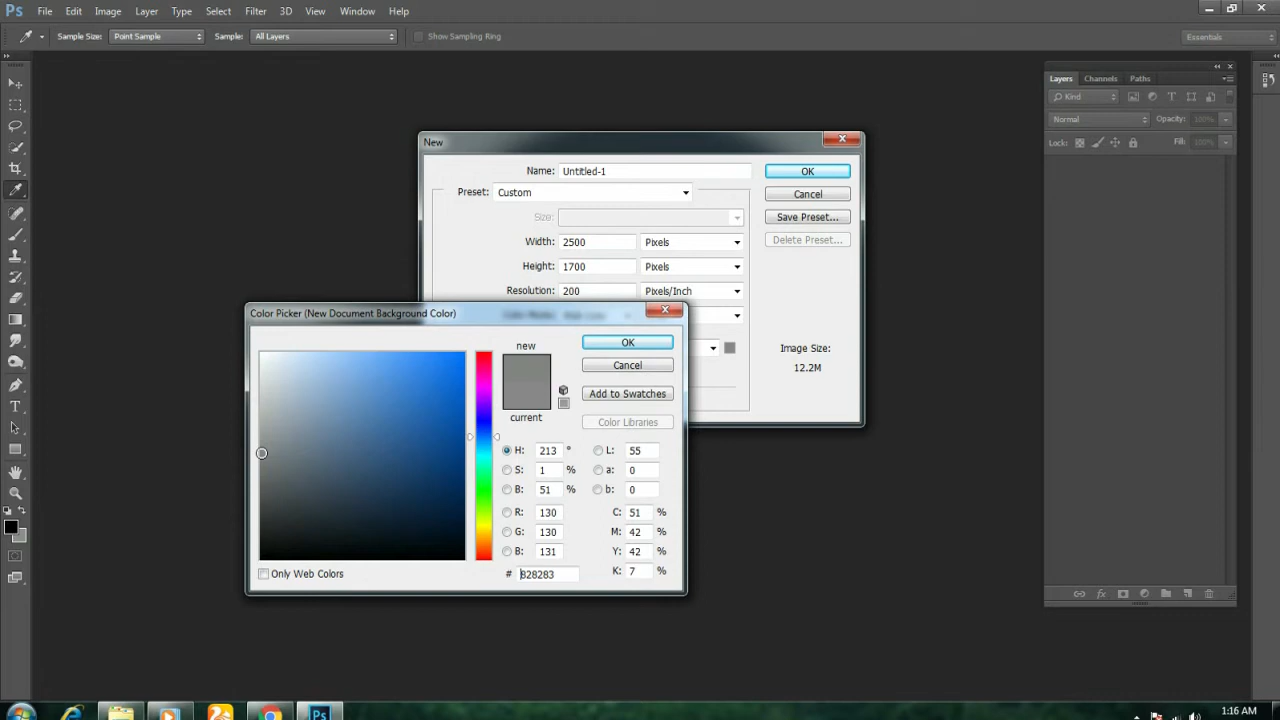 Ps File Edit Image Layer Type Select Filter 3D View Window Help
Sample Size: Point Sample Sample: All Layers Show Sampling Ring Essentials
Layers Channels Paths
Kind
Normal Opacity: 100%
Lock: Fill: 100%
New
Name: Untitled-1 OK
Preset: Custom Cancel
Size: Save Preset...
Width: 2500 Pixels Delete Preset...
Height: 1700 Pixels
Resolution: 200 Pixels/Inch
Image Size:
12.2M
Color Picker (New Document Background Color)
new OK
Cancel
Add to Swatches
current Color Libraries
H: 213 ° L: 55
S: 1 % a: 0
B: 51 % b: 0
R: 130 C: 51 %
G: 130 M: 42 %
B: 131 Y: 42 %
K: 7 %
Only Web Colors # 828283
Ps 1:16 AM